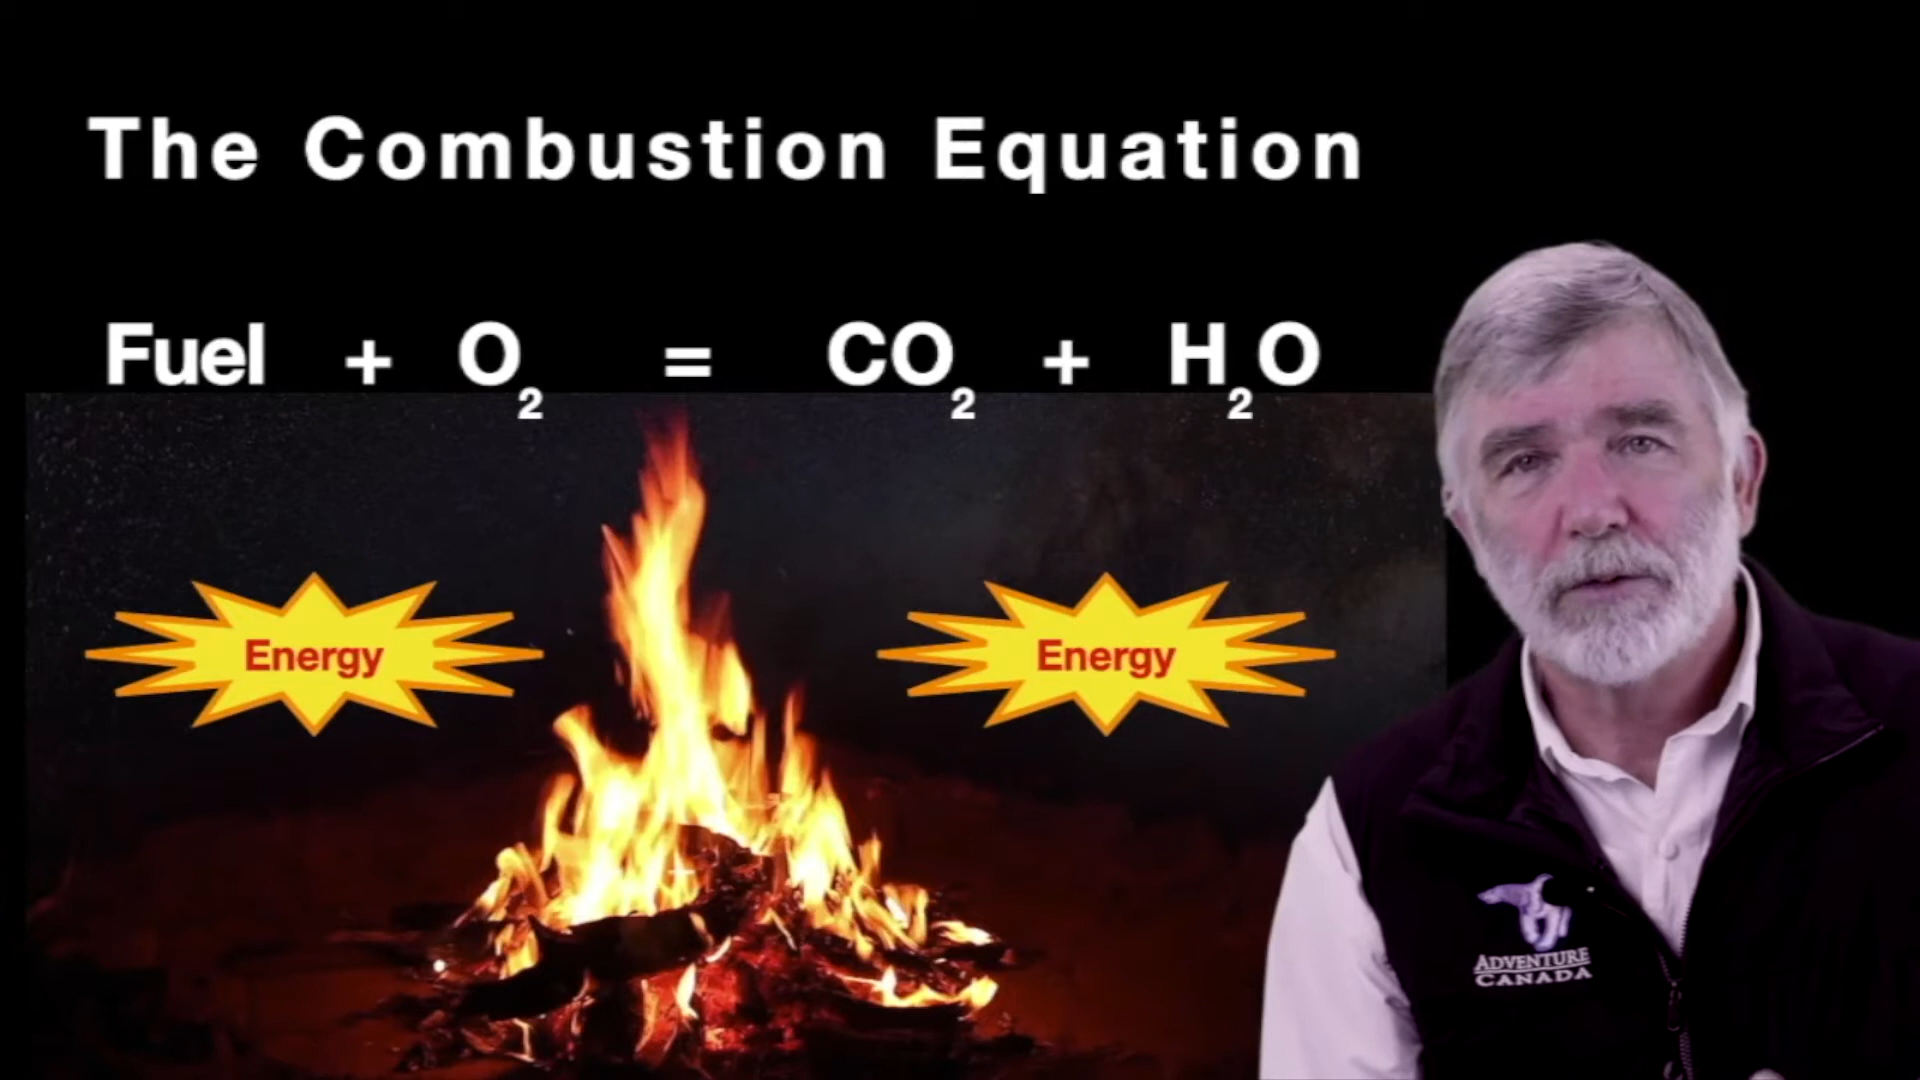 The Combustion Equation
Fuel + O2 = CO2 + H2O
Energy Energy
ADVENTURE
CANADA